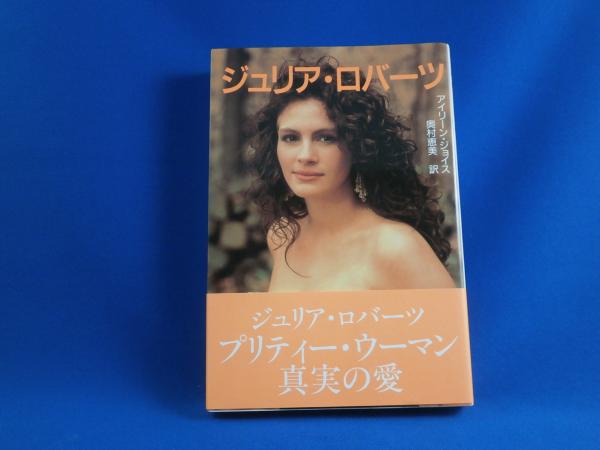 ジュリア・ロバーツ
アイリーン・ジョイス
奥村恵美 訳
ジュリア・ロバーツ
プリティー・ウーマン
真実の愛